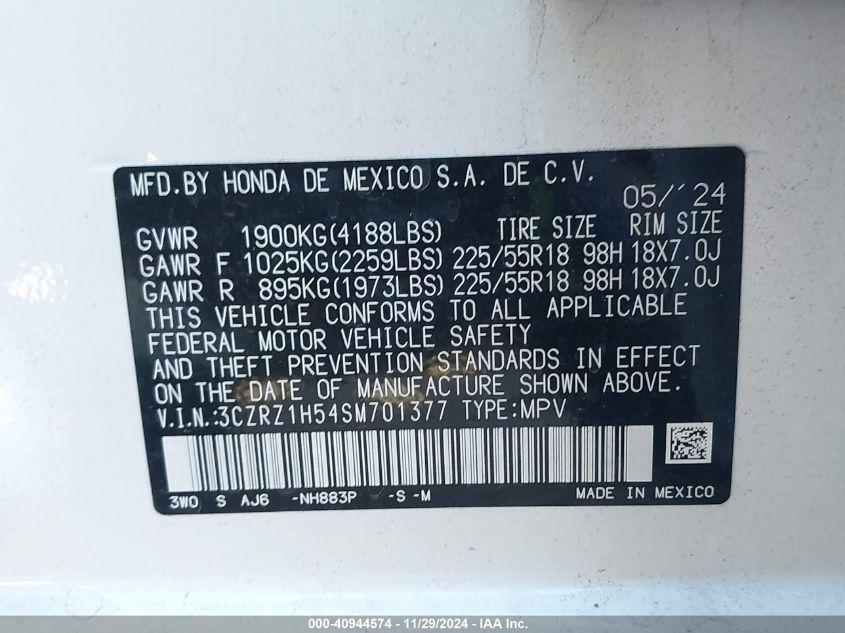 MFD.BY HONDA DE MEXICO S.A. DE C.V.
05/'24
GVWR 1900KG(4188LBS) TIRE SIZE RIM SIZE
GAWR F 1025KG(2259LBS) 225/55R18 98H 18X7.0J
GAWR R 895KG(1973LBS) 225/55R18 98H 18X7.0J
THIS VEHICLE CONFORMS TO ALL APPLICABLE
FEDERAL MOTOR VEHICLE SAFETY
AND THEFT PREVENTION STANDARDS IN EFFECT
ON THE DATE OF MANUFACTURE SHOWN ABOVE.
V.I.N.:3CZRZ1H54SM701377 TYPE:MPV
3W0 S AJ6 -NH883P -S -M MADE IN MEXICO
000-40944574 - 11/29/2024 - IAA Inc.